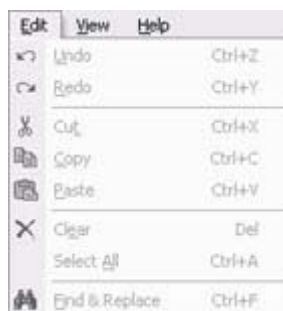 Edit View Help
Undo Ctrl+Z
Redo Ctrl+Y
Cut Ctrl+X
Copy Ctrl+C
Paste Ctrl+V
Clear Del
Select All Ctrl+A
Find & Replace Ctrl+F